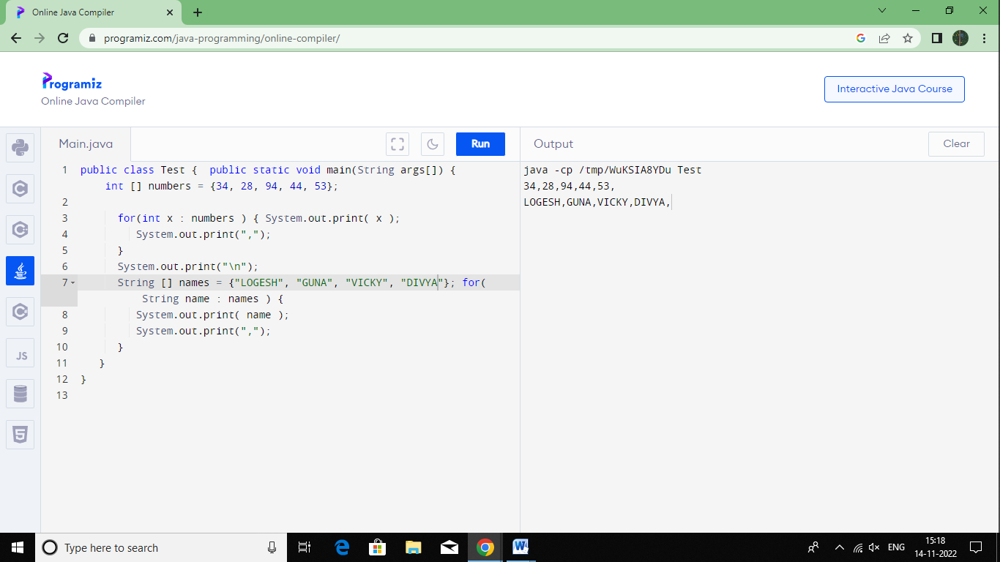 Online Java Compiler
programiz.com/java-programming/online-compiler/
Programiz
Online Java Compiler
Interactive Java Course
Main.java
Run
Output
Clear
1 public class Test {  public static void main(String args[]) {
    int [] numbers = {34, 28, 94, 44, 53};
2
3       for(int x : numbers ) { System.out.print( x );
4          System.out.print(",");
5       }
6       System.out.print("\n");
7       String [] names = {"LOGESH", "GUNA", "VICKY", "DIVYA"}; for(
          String name : names ) {
8          System.out.print( name );
9          System.out.print(",");
10       }
11    }
12 }
13
java -cp /tmp/WuKSIA8YDu Test
34,28,94,44,53,
LOGESH,GUNA,VICKY,DIVYA,
JS
Type here to search
ENG
15:18
14-11-2022